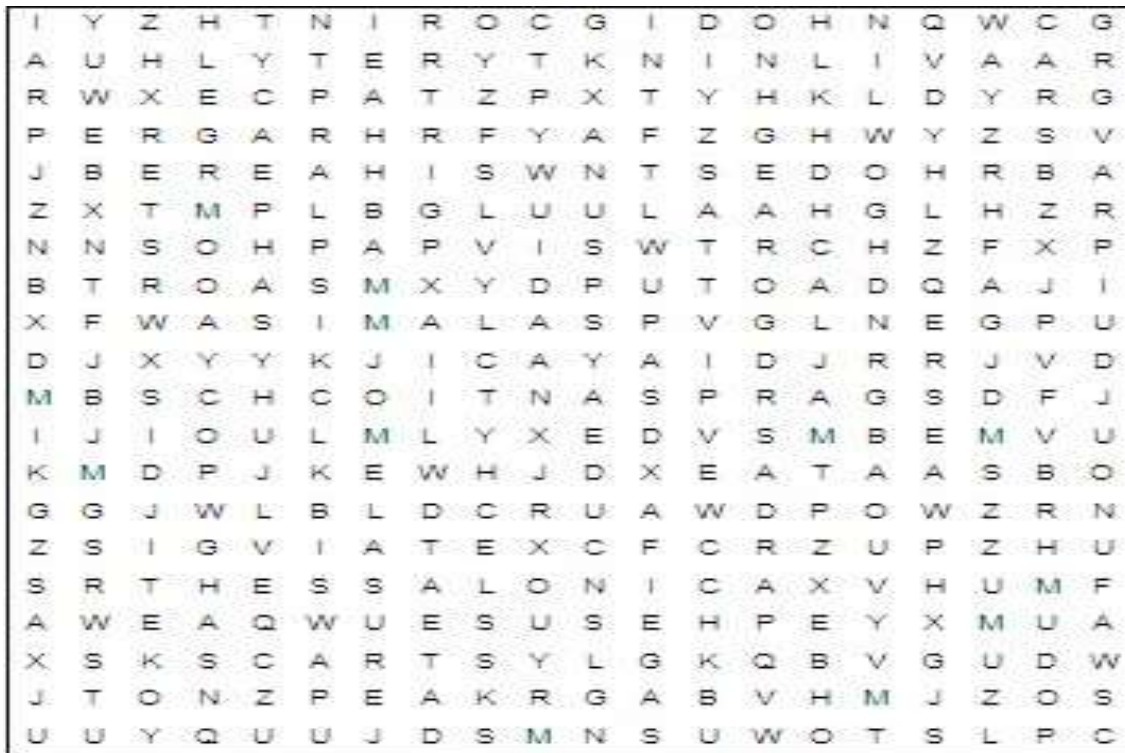 I Y Z H T N I R O C G I D O H N Q W C G
A U H L Y T E R Y T K N I N L I V A A R
R W X E C P A T Z P X T Y H K L D Y R G
P E R G A R H R F Y A F Z G H W Y Z S V
J B E R E A H I S W N T S E D O H R B A
Z X T M P L B G L U U L A A H G L H Z R
N N S O H P A P V I S W T R C H Z F X P
B T R O A S M X Y D P U T O A D Q A J I
X F W A S I M A L A S P V G L N E G P U
D J X Y Y K J I C A Y A I D J R R J V D
M B S C H C O I T N A S P R A G S D F J
I J I O U L M L Y X E D V S M B E M V U
K M D P J K E W H J D X E A T A A S B O
G G J W L B L D C R U A W D P O W Z R N
Z S I G V I A T E X C F C R Z U P Z H U
S R T H E S S A L O N I C A X V H U M F
A W E A Q W U E S U S E H P E Y X M U A
X S K S C A R T S Y L G K Q B V G U D W
J T O N Z P E A K R G A B V H M J Z O S
U U Y Q U U J D S M N S U W O T S L P C